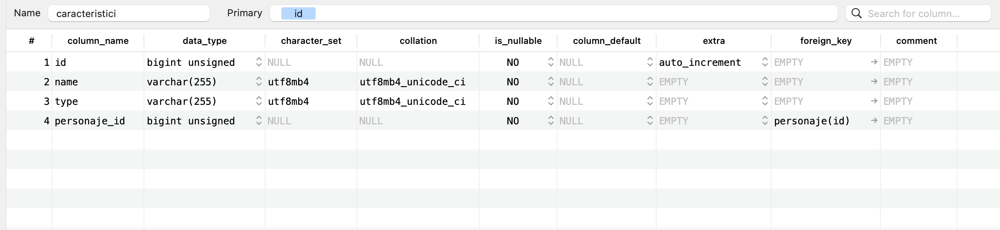 Name caracteristici Primary id Search for column...
# column_name data_type character_set collation is_nullable column_default extra foreign_key comment
1 id bigint unsigned NULL NULL NO NULL auto_increment EMPTY EMPTY
2 name varchar(255) utf8mb4 utf8mb4_unicode_ci NO NULL EMPTY EMPTY EMPTY
3 type varchar(255) utf8mb4 utf8mb4_unicode_ci NO NULL EMPTY EMPTY EMPTY
4 personaje_id bigint unsigned NULL NULL NO NULL EMPTY personaje(id) EMPTY